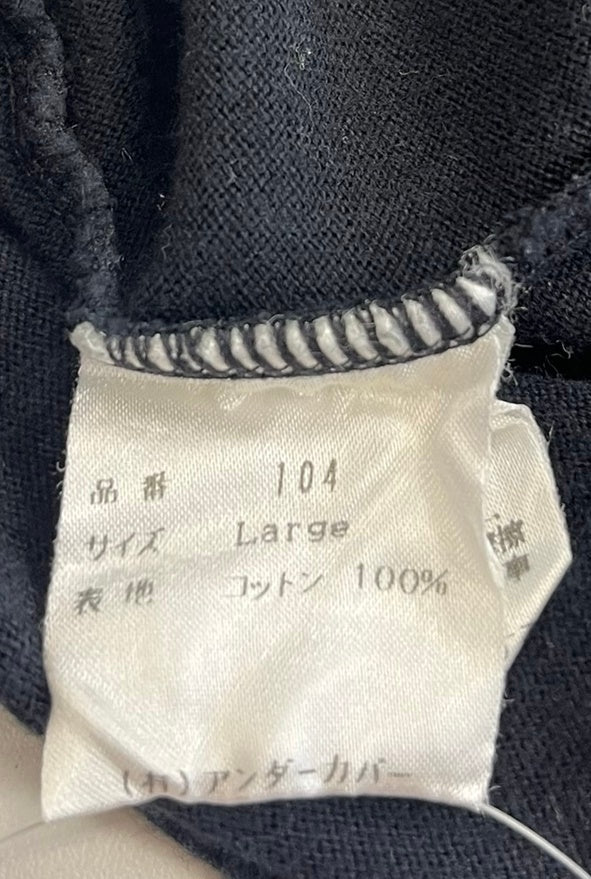 品番 104
サイズ Large
表地 コットン 100%
(有)アンダーカバー